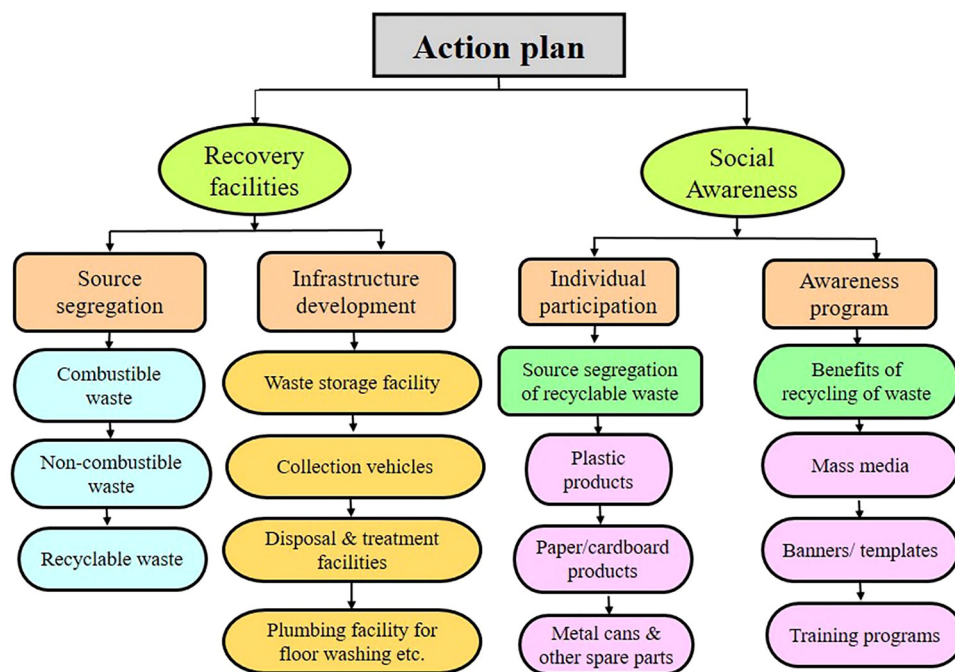 Action plan
Recovery
facilities
Social
Awareness
Source
segregation
Infrastructure
development
Individual
participation
Awareness
program
Combustible
waste
Non-combustible
waste
Recyclable waste
Waste storage facility
Collection vehicles
Disposal & treatment
facilities
Plumbing facility for
floor washing etc.
Source segregation
of recyclable waste
Plastic
products
Paper/cardboard
products
Metal cans &
other spare parts
Benefits of
recycling of waste
Mass media
Banners/ templates
Training programs